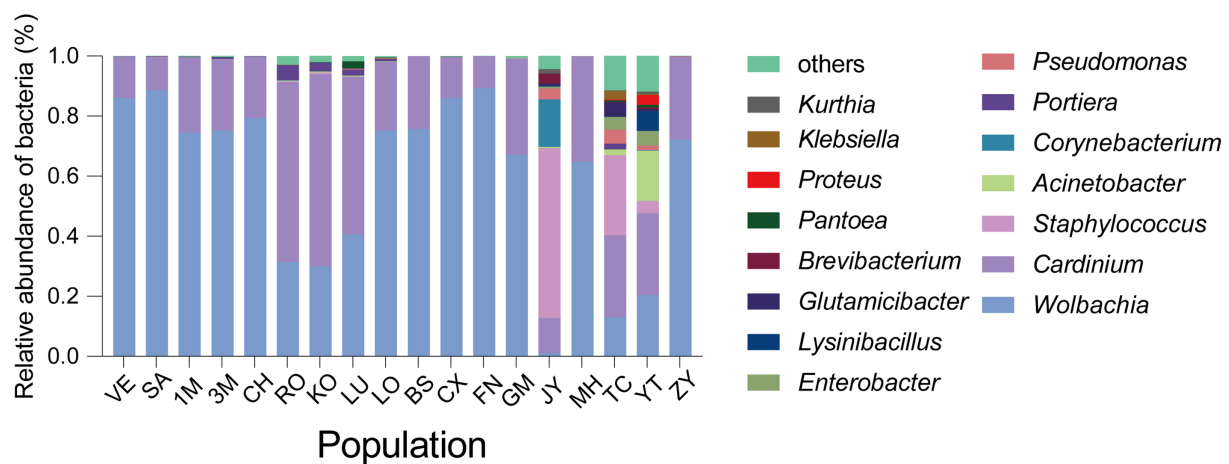 Relative abundance of bacteria (%)
1.0
0.8
0.6
0.4
0.2
0.0
VE
SA
1M
3M
CH
RO
KO
LU
LO
BS
CX
FN
GM
JY
MH
TC
YT
ZY
Population
others
Kurthia
Klebsiella
Proteus
Pantoea
Brevibacterium
Glutamicibacter
Lysinibacillus
Enterobacter
Pseudomonas
Portiera
Corynebacterium
Acinetobacter
Staphylococcus
Cardinium
Wolbachia